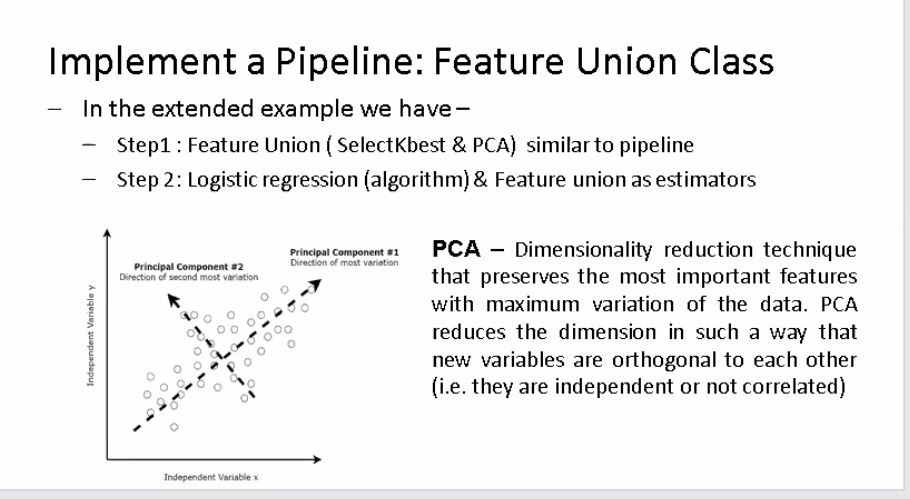 Implement a Pipeline: Feature Union Class
– In the extended example we have –
– Step1 : Feature Union ( SelectKbest & PCA) similar to pipeline
– Step 2: Logistic regression (algorithm) & Feature union as estimators
Principal Component #1
Direction of most variation
Principal Component #2
Direction of second most variation
Independent Variable y
Independent Variable x
PCA – Dimensionality reduction technique
that preserves the most important features
with maximum variation of the data. PCA
reduces the dimension in such a way that
new variables are orthogonal to each other
(i.e. they are independent or not correlated)